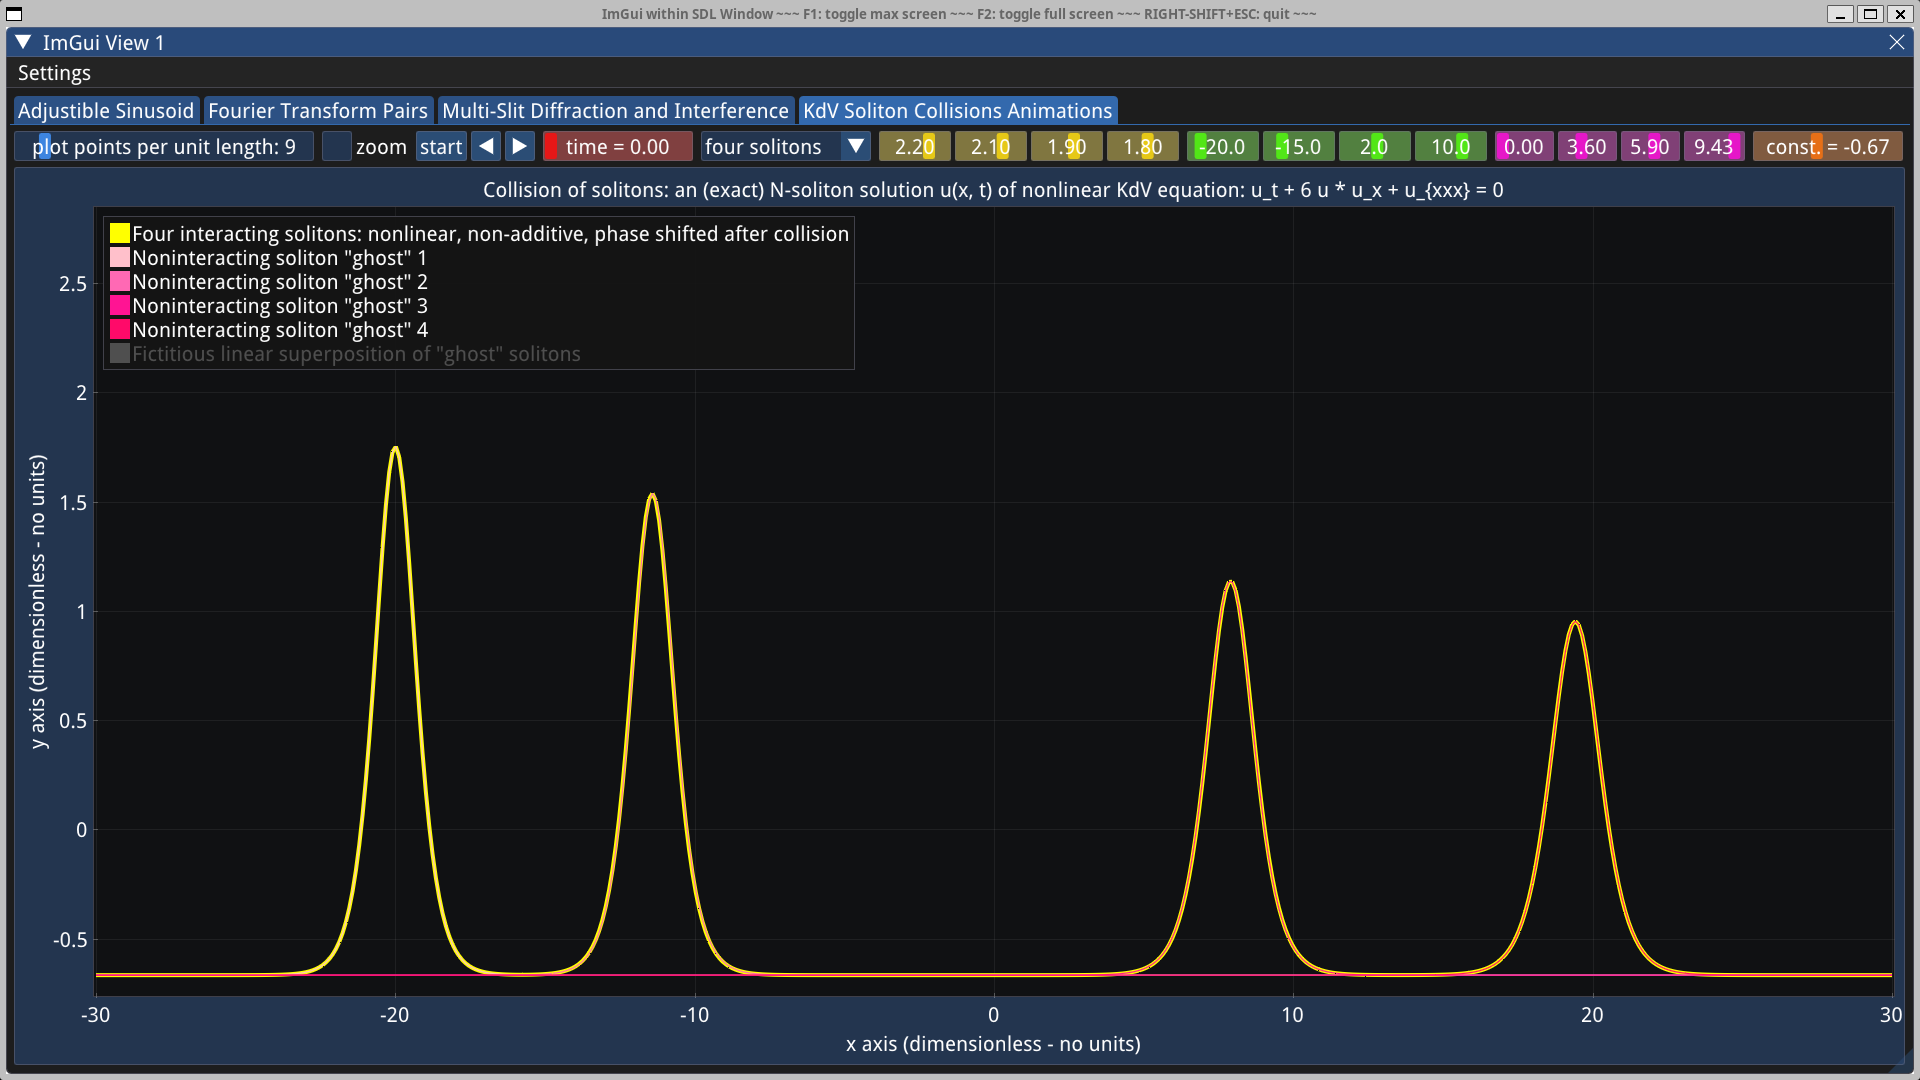 ImGui within SDL Window ~~~ F1: toggle max screen ~~~ F2: toggle full screen ~~~ RIGHT-SHIFT+ESC: quit ~~~
ImGui View 1
Settings
Adjustible Sinusoid Fourier Transform Pairs Multi-Slit Diffraction and Interference KdV Soliton Collisions Animations
plot points per unit length: 9 zoom start time = 0.00 four solitons 2.20 2.10 1.90 1.80 -20.0 -15.0 2.0 10.0 0.00 3.60 5.90 9.43 const. = -0.67
Collision of solitons: an (exact) N-soliton solution u(x, t) of nonlinear KdV equation: u_t + 6 u * u_x + u_{xxx} = 0
Four interacting solitons: nonlinear, non-additive, phase shifted after collision
Noninteracting soliton "ghost" 1
Noninteracting soliton "ghost" 2
Noninteracting soliton "ghost" 3
Noninteracting soliton "ghost" 4
Fictitious linear superposition of "ghost" solitons
y axis (dimensionless - no units)
2.5
2
1.5
1
0.5
0
-0.5
-30 -20 -10 0 10 20 30
x axis (dimensionless - no units)